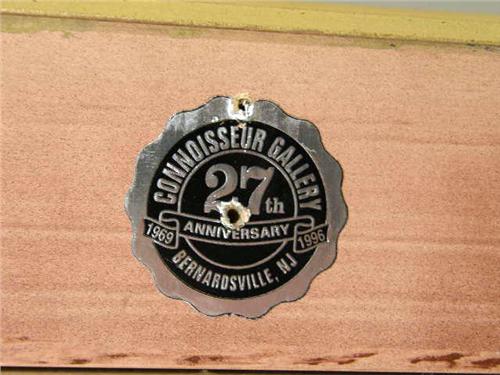 CONNOISSEUR GALLERY
27th
ANNIVERSARY
1969 1996
BERNARDSVILLE, NJ